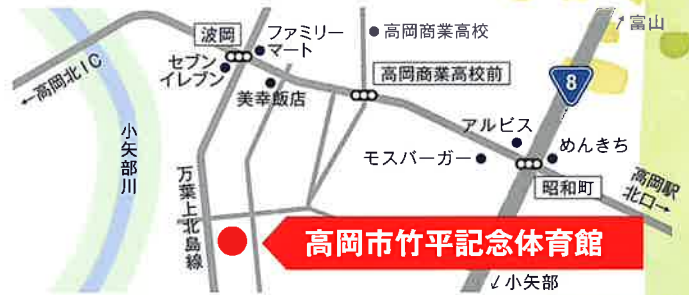 波岡
ファミリー
マート
高岡商業高校
↗富山
←高岡北IC
セブン
イレブン
美幸飯店
高岡商業高校前
8
小矢部川
アルビス
めんきち
モスバーガー
昭和町
高岡駅
北口→
万葉上北島線
高岡市竹平記念体育館
↙小矢部